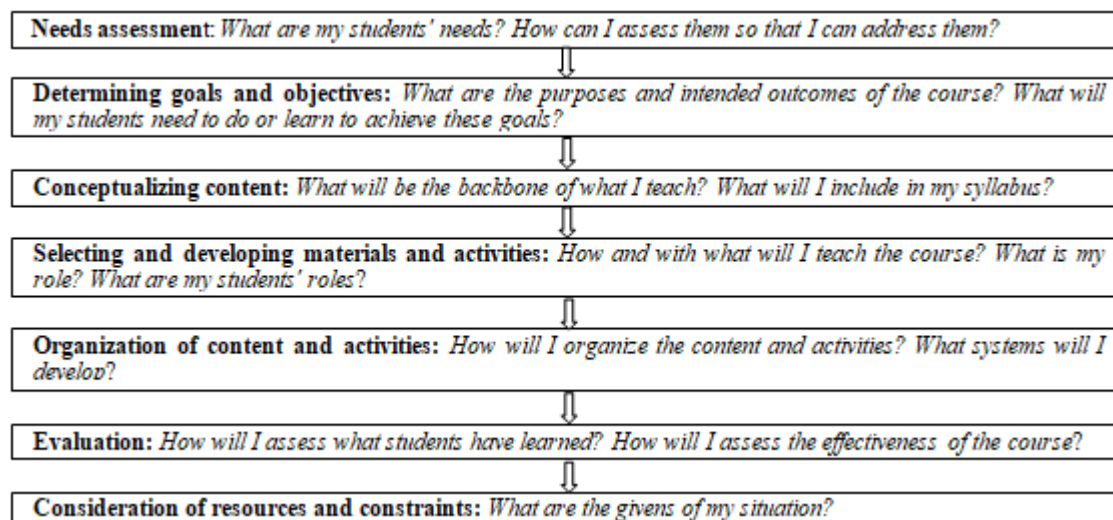 Needs assessment: What are my students' needs? How can I assess them so that I can address them?
Determining goals and objectives: What are the purposes and intended outcomes of the course? What will
my students need to do or learn to achieve these goals?
Conceptualizing content: What will be the backbone of what I teach? What will I include in my syllabus?
Selecting and developing materials and activities: How and with what will I teach the course? What is my
role? What are my students' roles?
Organization of content and activities: How will I organize the content and activities? What systems will I
develop?
Evaluation: How will I assess what students have learned? How will I assess the effectiveness of the course?
Consideration of resources and constraints: What are the givens of my situation?